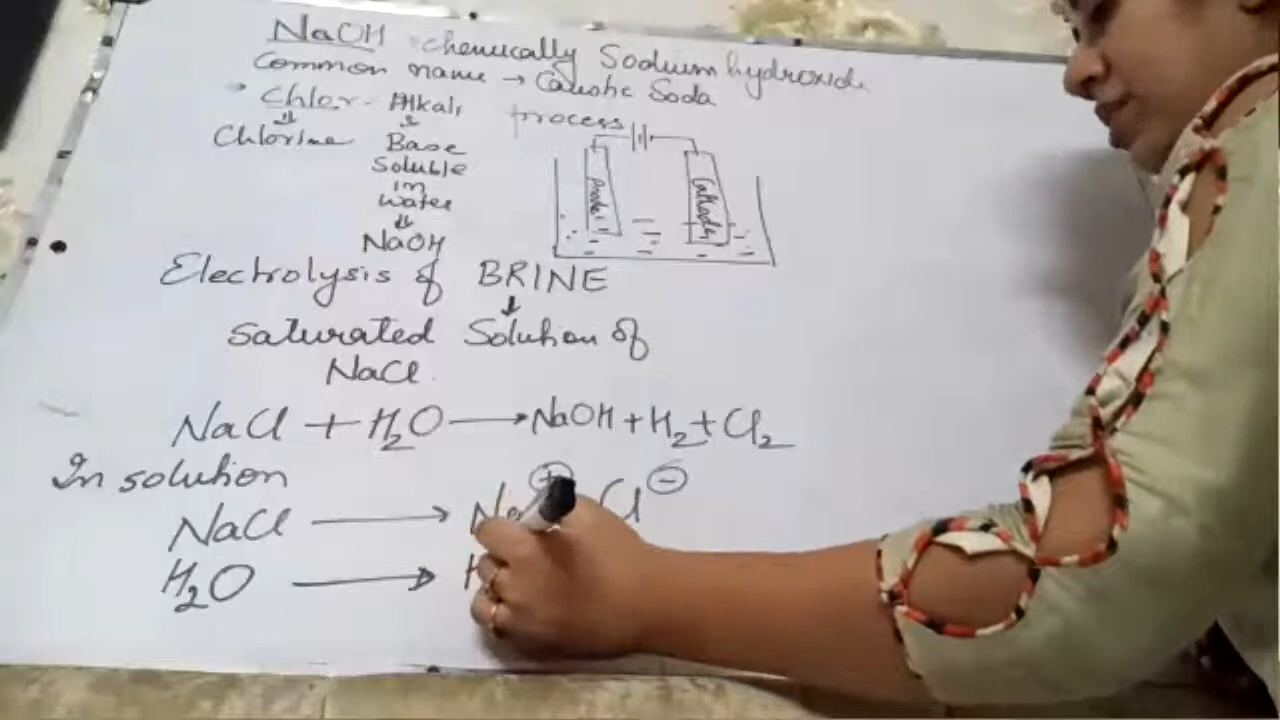 NaOH chemically Sodium hydroxide
Common name → Caustic Soda
Chlor - Alkali process
⇓ ⇓
Chlorine Base
Soluble
in
Water
⇓
NaOH
Anode
Cathode
Electrolysis of BRINE
↓
Saturated Solution of
NaCl.
NaCl + H₂O → NaOH + H₂ + Cl₂
In solution
NaCl → Na⊕ Cl⊖
H₂O → H